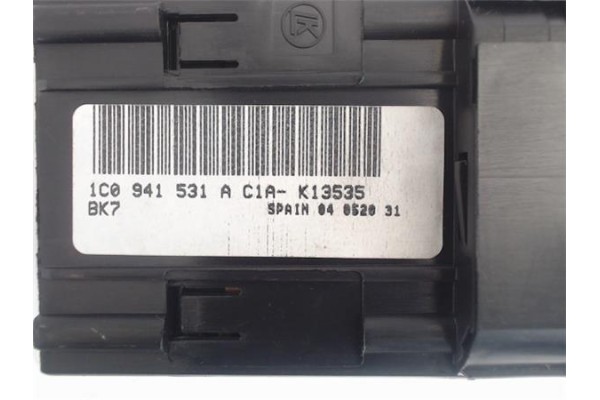 1C0 941 531 A C1A- K13535
BK7 SPAIN 04 0520 31